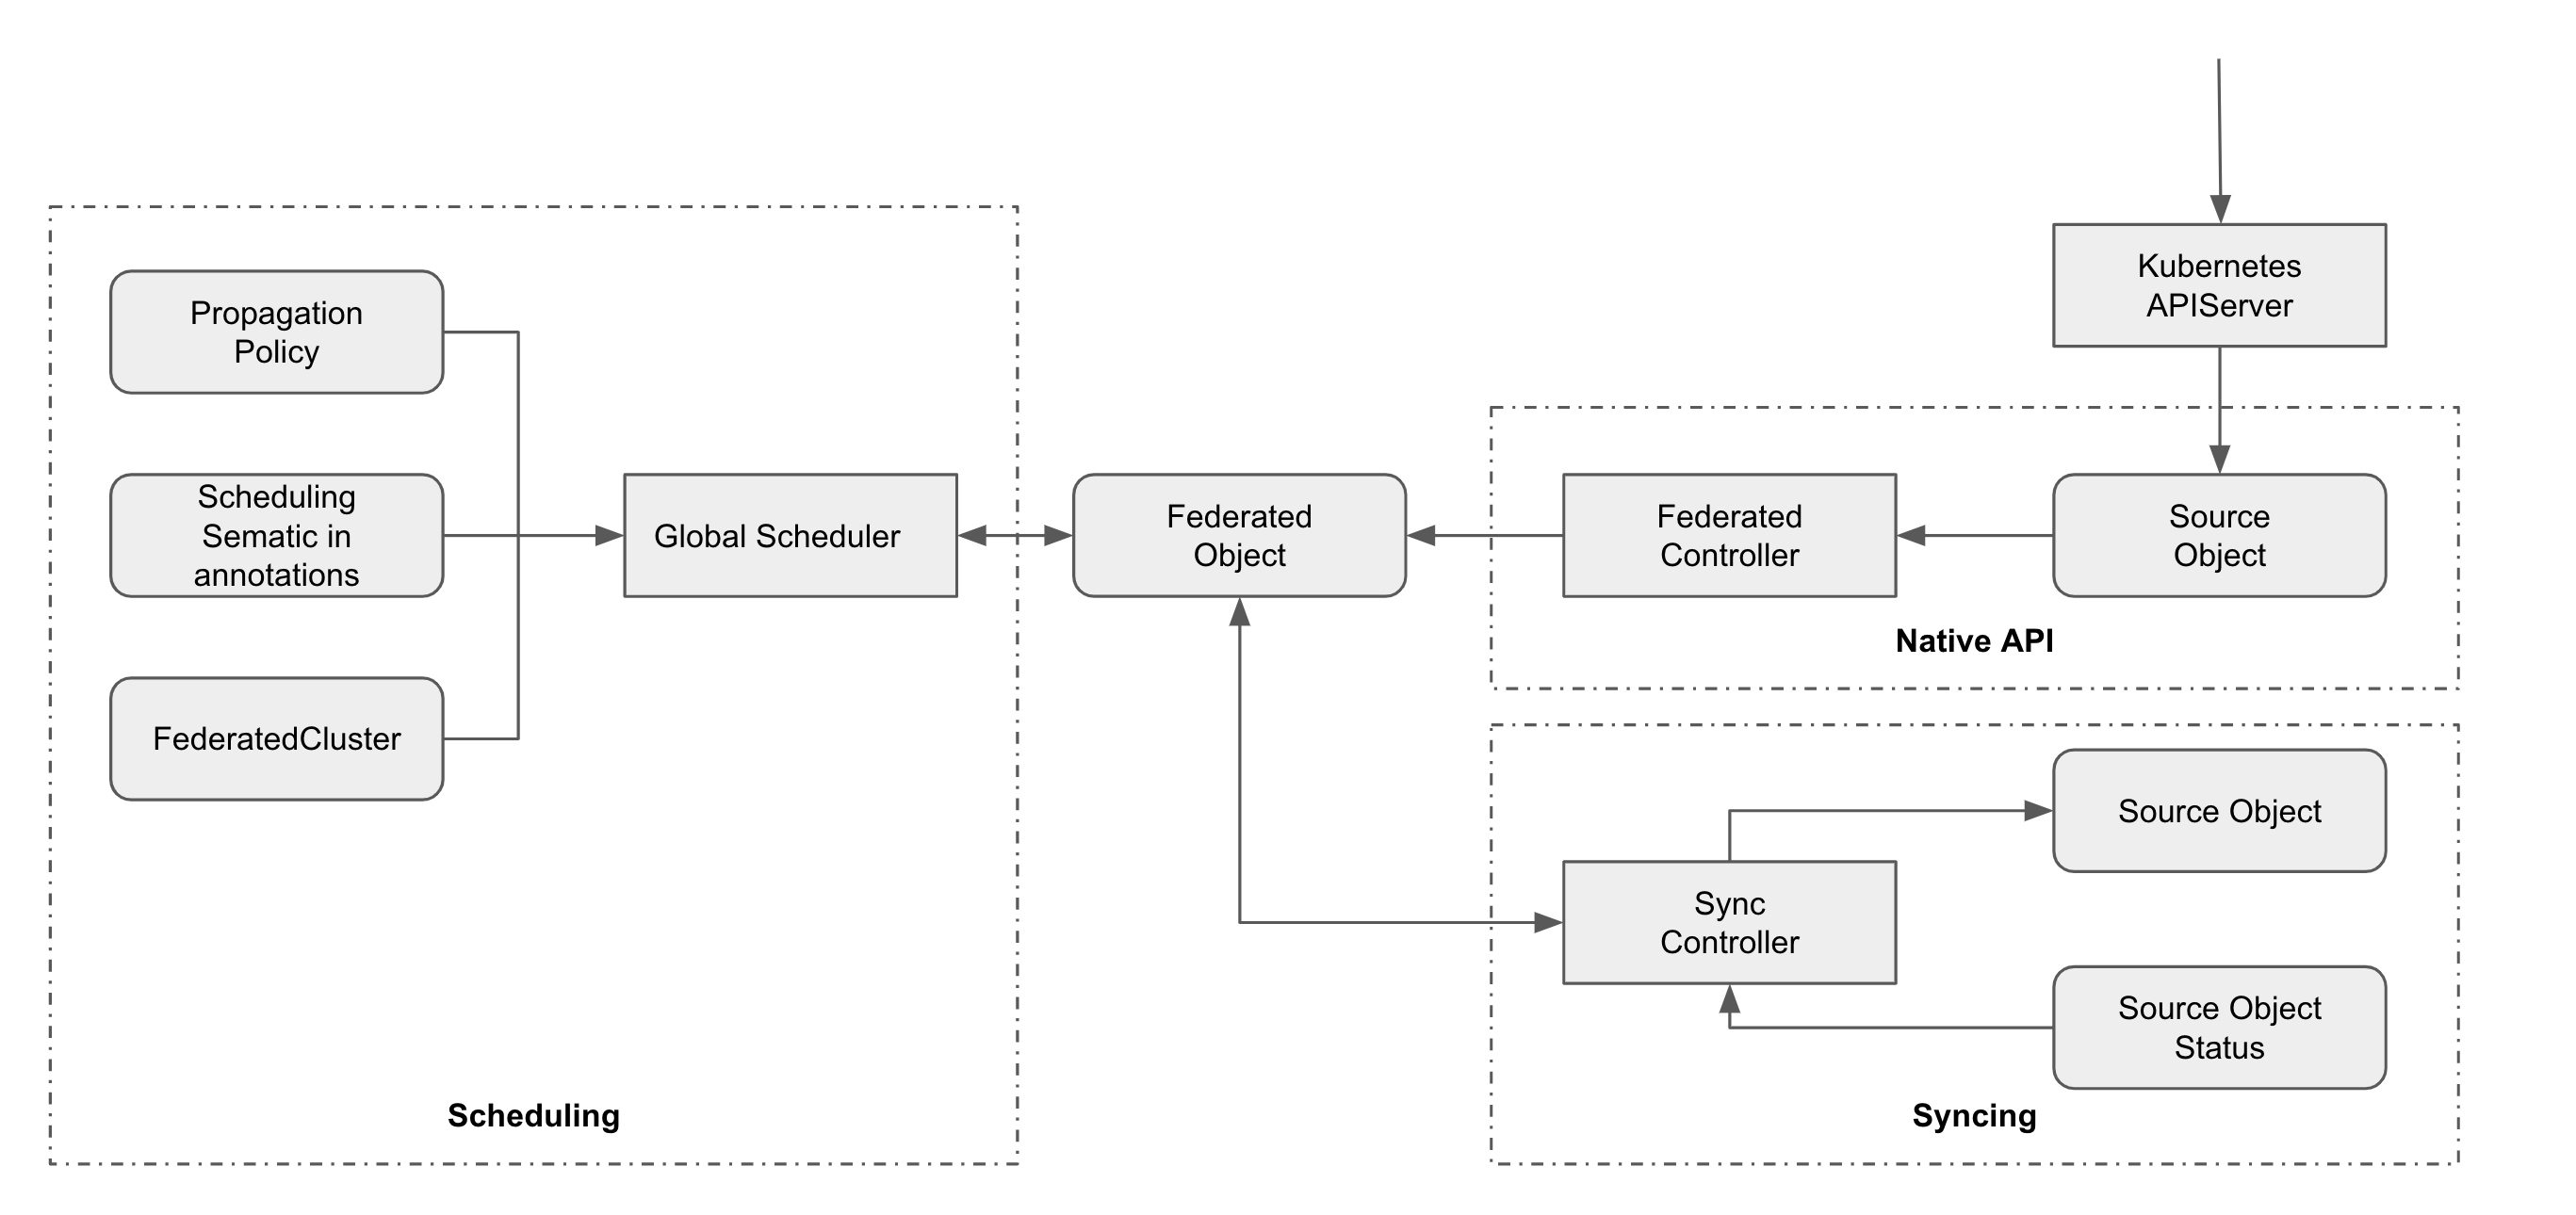 Propagation
Policy
Scheduling
Sematic in
annotations
FederatedCluster
Global Scheduler
Scheduling
Federated
Object
Kubernetes
APIServer
Federated
Controller
Source
Object
Native API
Source Object
Sync
Controller
Source Object
Status
Syncing